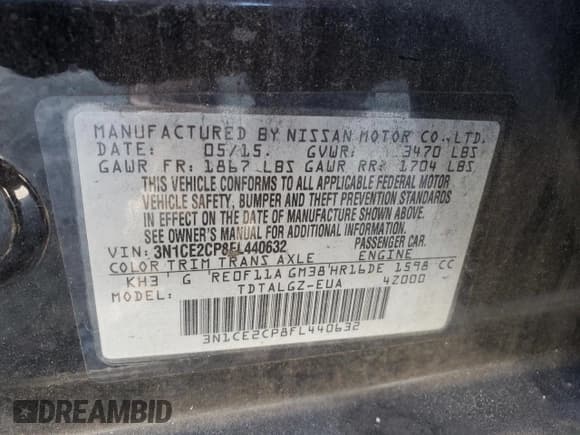 MANUFACTURED BY NISSAN MOTOR CO.,LTD.
DATE: 05/15. GVWR: 3470 LBS
GAWR FR: 1867 LBS GAWR RR: 1704 LBS
THIS VEHICLE CONFORMS TO ALL APPLICABLE FEDERAL MOTOR
VEHICLE SAFETY, BUMPER AND THEFT PREVENTION STANDARDS
IN EFFECT ON THE DATE OF MANUFACTURE SHOWN ABOVE.
SEE OWNER'S MANUAL FOR ADDITIONAL INFORMATION.
VIN: 3N1CE2CP8FL440632 PASSENGER CAR.
COLOR TRIM TRANS AXLE ENGINE
KH3 G RE0F11A GM38 HR16DE 1598 CC
MODEL: TDTALGZ-EUA 4Z000
3N1CE2CP8FL440632
DREAMBID